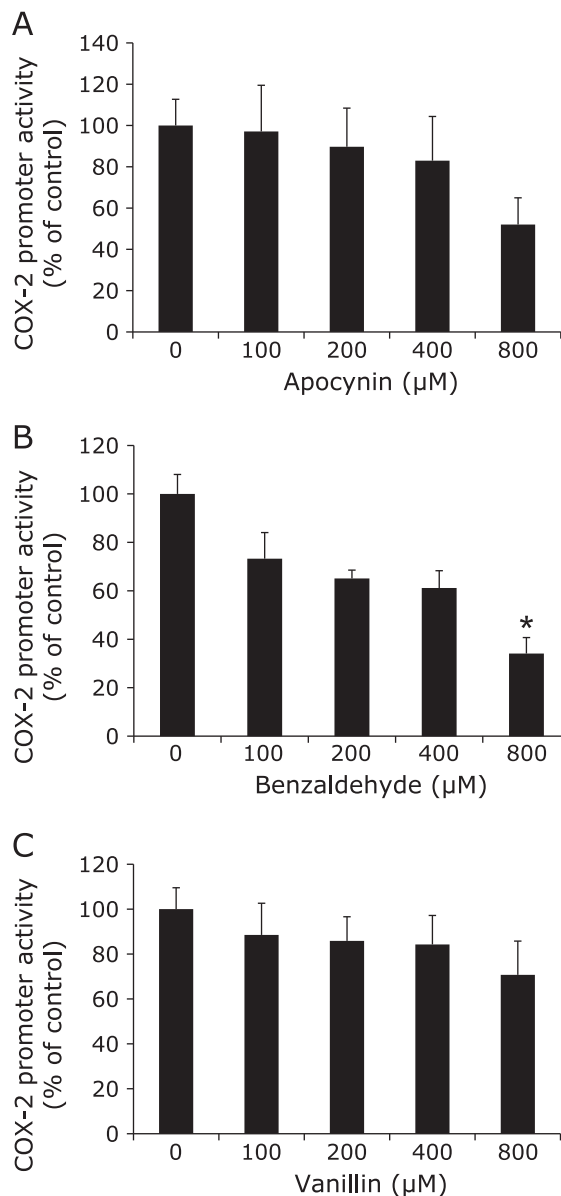 A
COX-2 promoter activity
(% of control)
140
120
100
80
60
40
20
0
0 100 200 400 800
Apocynin (µM)
B
COX-2 promoter activity
(% of control)
120
100
80
60
40
20
0
*
0 100 200 400 800
Benzaldehyde (µM)
C
COX-2 promoter activity
(% of control)
120
100
80
60
40
20
0
0 100 200 400 800
Vanillin (µM)